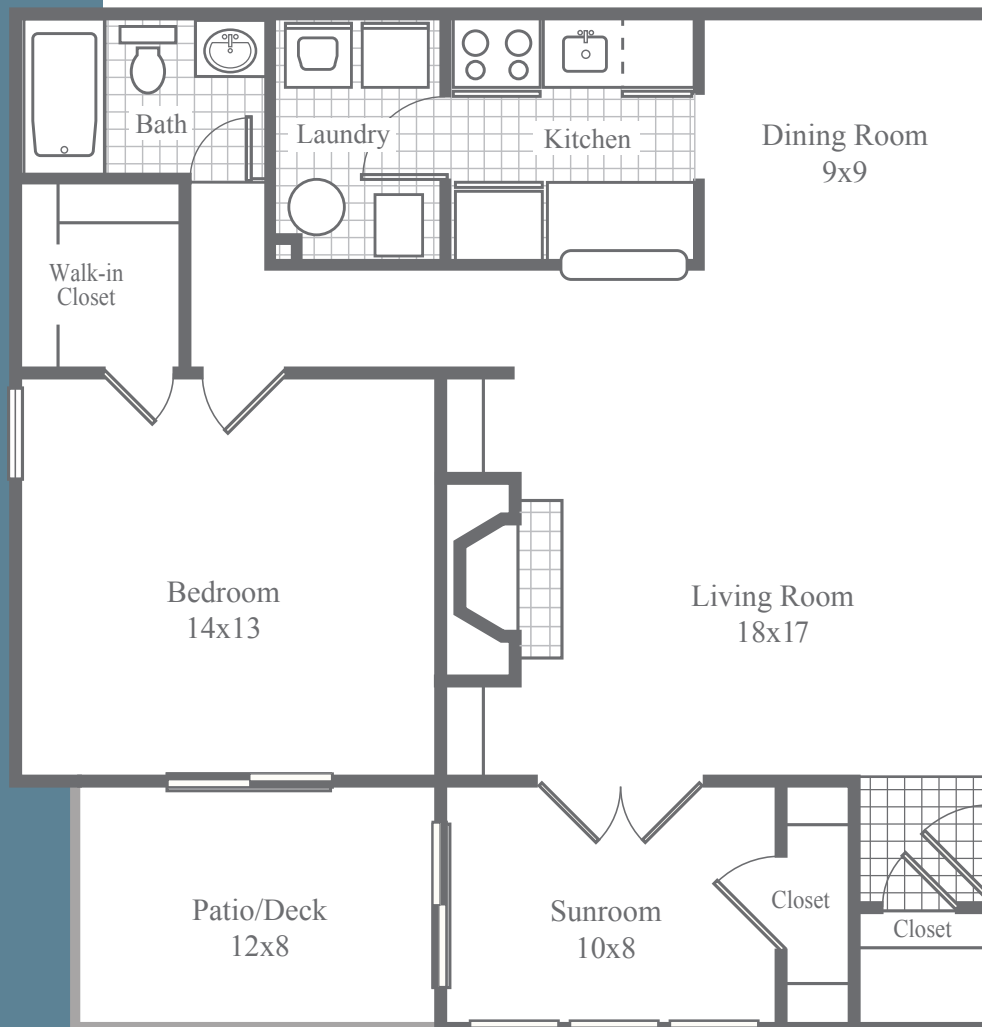 Bath
Laundry
Kitchen
Dining Room
9x9
Walk-in
Closet
Bedroom
14x13
Living Room
18x17
Patio/Deck
12x8
Sunroom
10x8
Closet
Closet